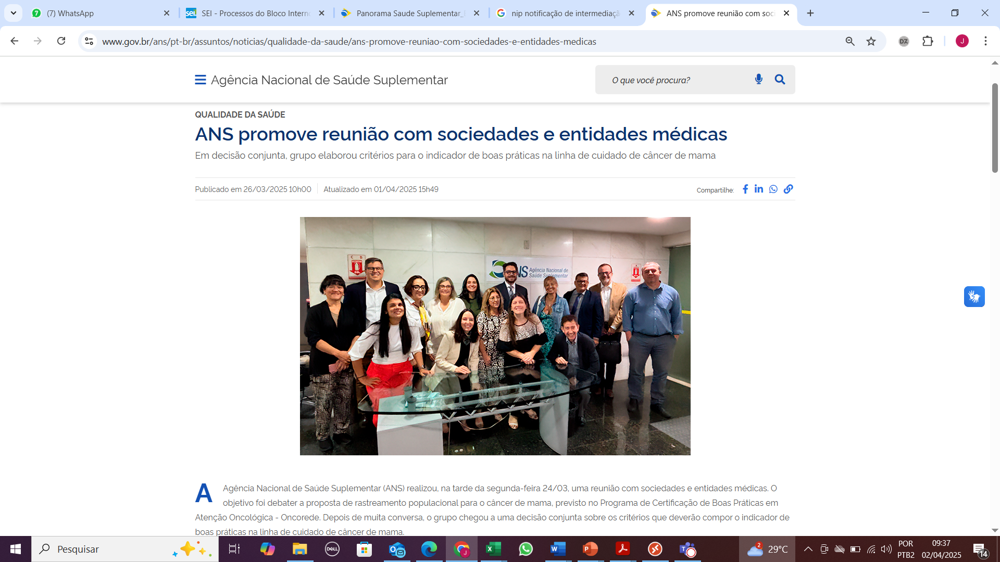 (7) WhatsApp
SEI - Processos do Bloco Intern
Panorama Saude Suplementar_
nip notificação de intermediaçã
ANS promove reunião com soci
www.gov.br/ans/pt-br/assuntos/noticias/qualidade-da-saude/ans-promove-reuniao-com-sociedades-e-entidades-medicas
DZ
J
Agência Nacional de Saúde Suplementar
O que você procura?
QUALIDADE DA SAÚDE
ANS promove reunião com sociedades e entidades médicas
Em decisão conjunta, grupo elaborou critérios para o indicador de boas práticas na linha de cuidado de câncer de mama
Publicado em 26/03/2025 10h00
Atualizado em 01/04/2025 15h49
Compartilhe:
C D
NS Agência Nacional de
Saúde Suplementar
A Agência Nacional de Saúde Suplementar (ANS) realizou, na tarde da segunda-feira 24/03, uma reunião com sociedades e entidades médicas. O
objetivo foi debater a proposta de rastreamento populacional para o câncer de mama, previsto no Programa de Certificação de Boas Práticas em
Atenção Oncológica - Oncorede. Depois de muita conversa, o grupo chegou a uma decisão conjunta sobre os critérios que deverão compor o indicador de
boas práticas na linha de cuidado de câncer de mama.
Pesquisar
DELL
2
29°C
POR
PTB2
09:37
02/04/2025
14